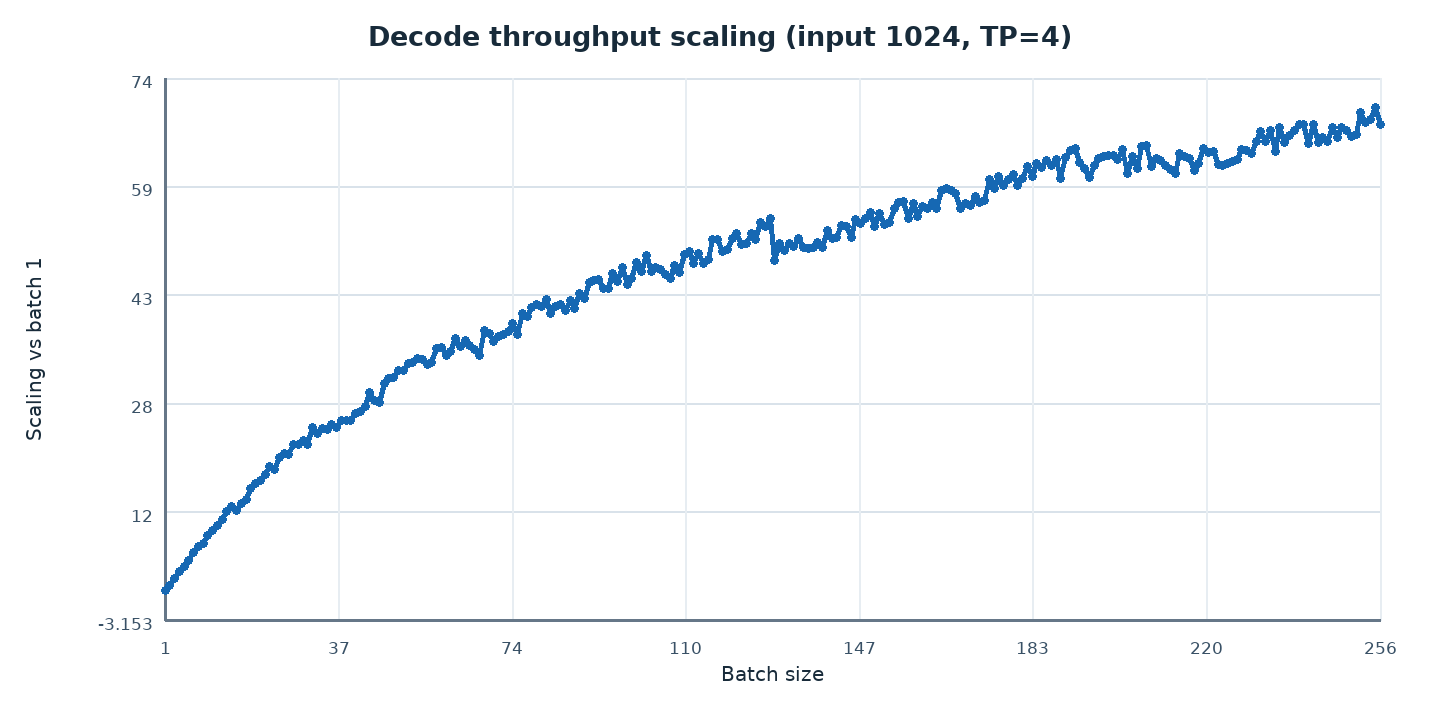 Decode throughput scaling (input 1024, TP=4)
74
59
43
28
12
-3.153
Scaling vs batch 1
1 37 74 110 147 183 220 256
Batch size